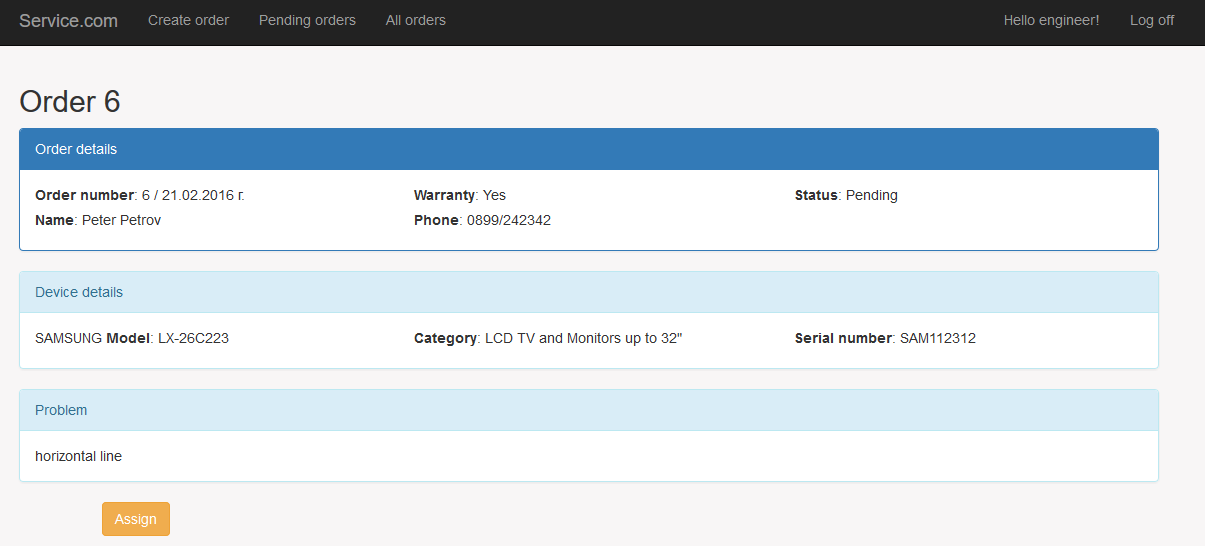 Service.com Create order Pending orders All orders Hello engineer! Log off
Order 6
Order details
Order number: 6 / 21.02.2016 г. Warranty: Yes Status: Pending
Name: Peter Petrov Phone: 0899/242342
Device details
SAMSUNG Model: LX-26C223 Category: LCD TV and Monitors up to 32" Serial number: SAM112312
Problem
horizontal line
Assign